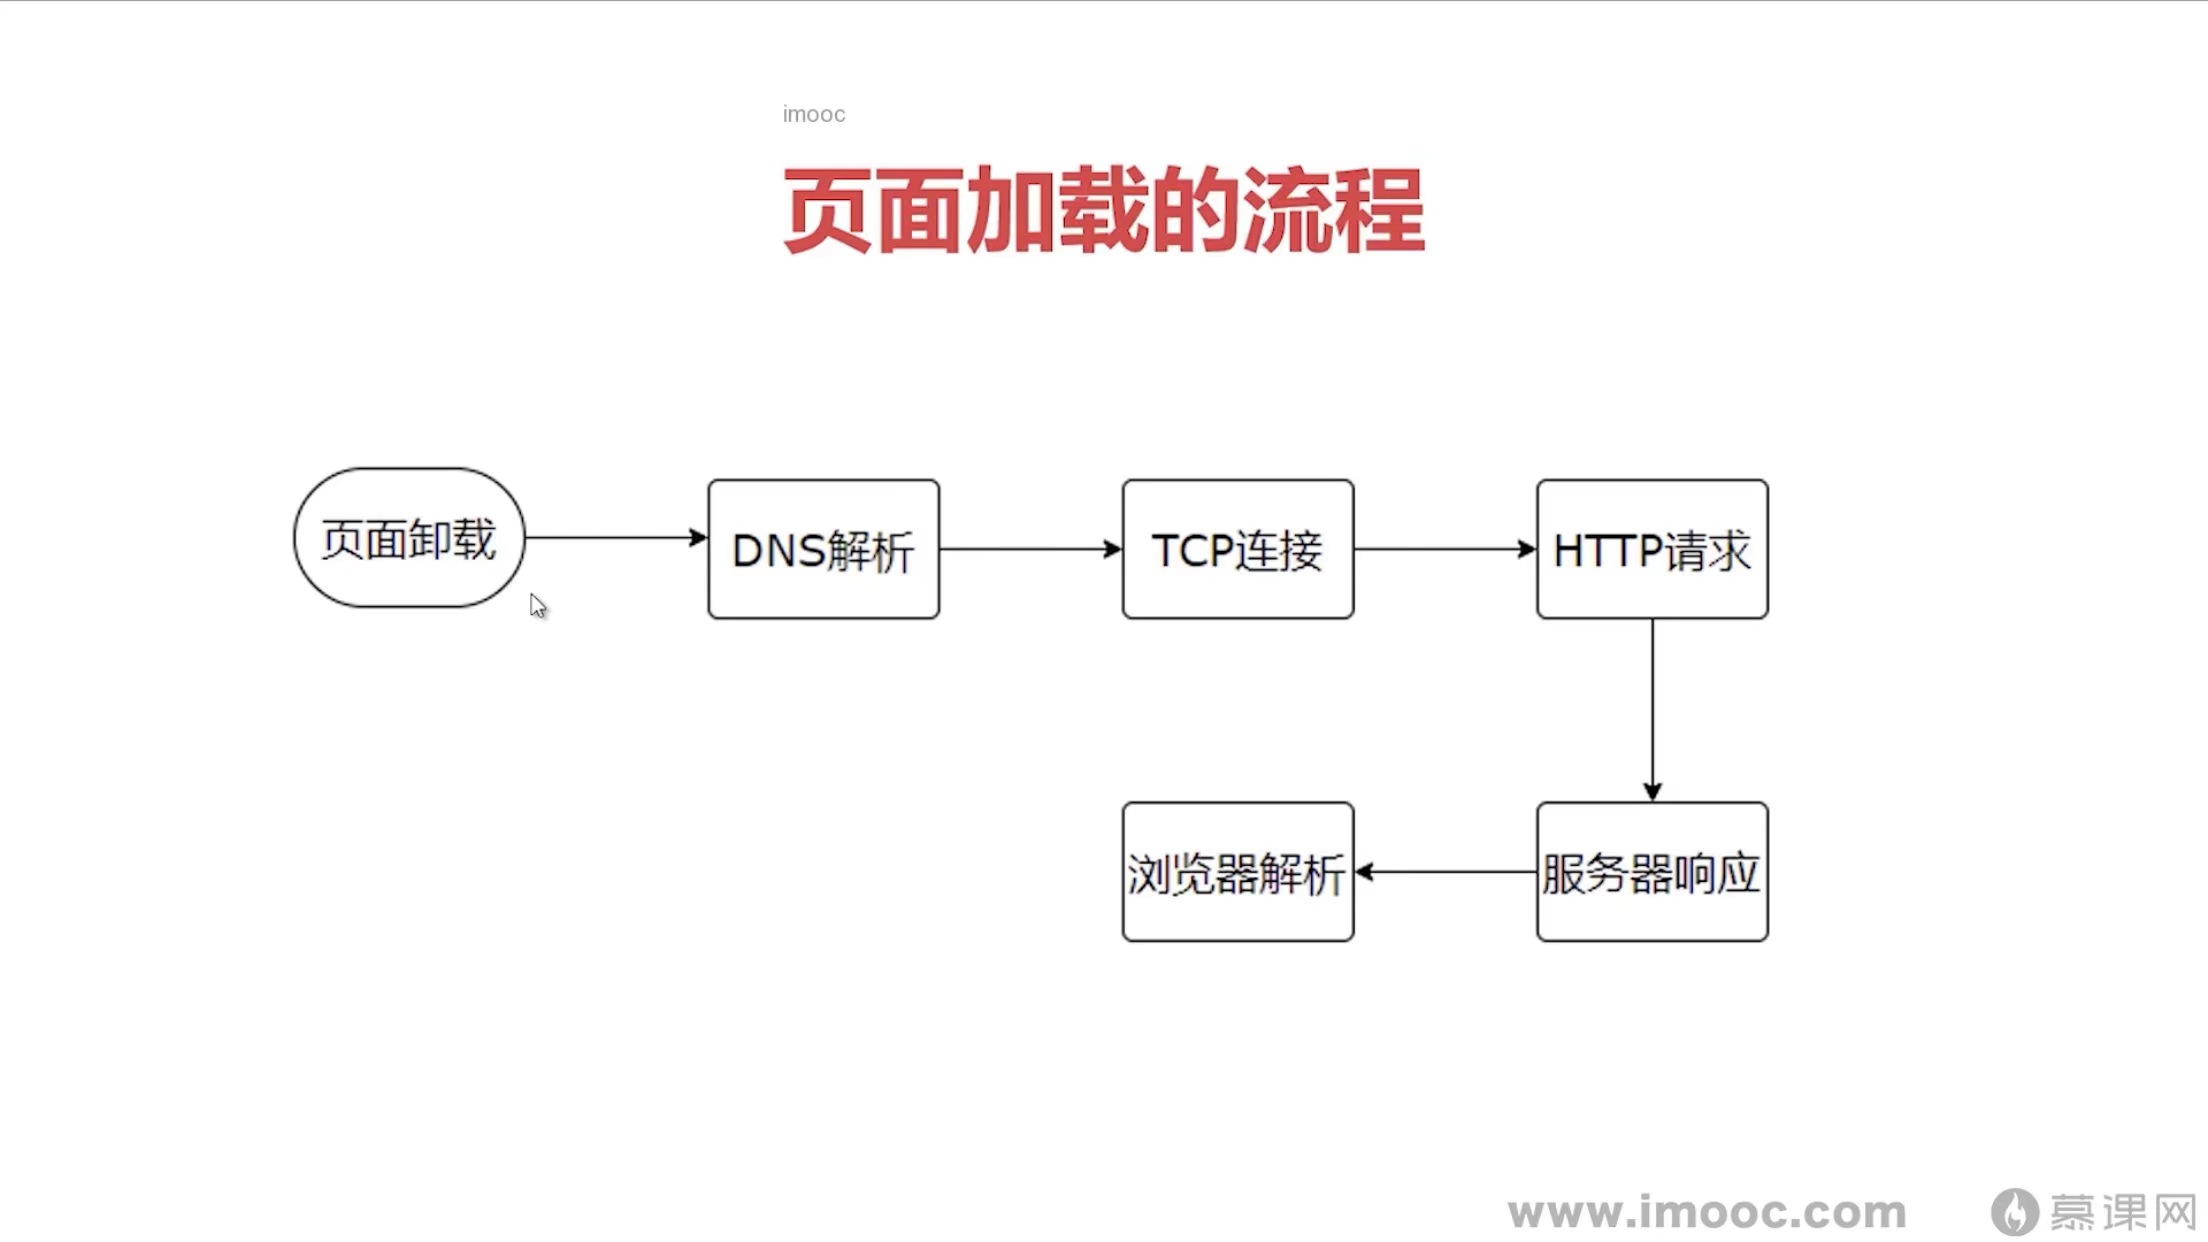 imooc
页面加载的流程
页面卸载
DNS解析
TCP连接
HTTP请求
服务器响应
浏览器解析
www.imooc.com 慕课网